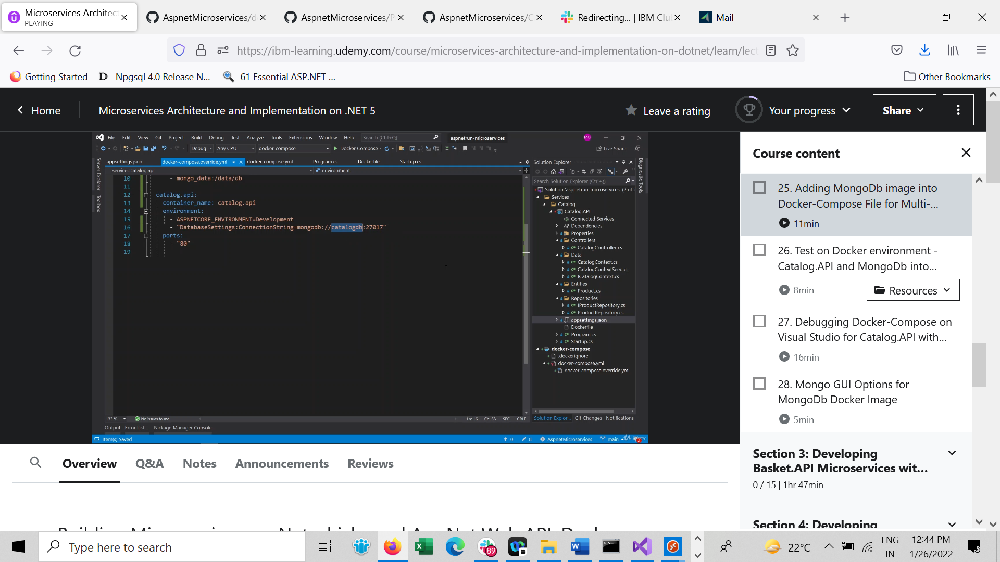 Microservices Architect
PLAYING
AspnetMicroservices/d
AspnetMicroservices/P
AspnetMicroservices/C
Redirecting... | IBM Clu
Mail
https://ibm-learning.udemy.com/course/microservices-architecture-and-implementation-on-dotnet/learn/lect
Getting Started
Npgsql 4.0 Release N...
61 Essential ASP.NET ...
Other Bookmarks
Home
Microservices Architecture and Implementation on .NET 5
Leave a rating
Your progress
Share
File Edit View Git Project Build Debug Test Analyze Tools Extensions Window Help
Search (Ctrl+Q)
aspnetrun-microservices
MO
Debug
Any CPU
docker-compose
Docker Compose
Live Share
Server Explorer
Toolbox
appsettings.json
docker-compose.override.yml
docker-compose.yml
Program.cs
Dockerfile
Startup.cs
services.catalog.api
environment
10 - mongo_data:/data/db
11
12 catalog.api:
13 container_name: catalog.api
14 environment:
15 - ASPNETCORE_ENVIRONMENT=Development
16 - "DatabaseSettings:ConnectionString=mongodb://catalogdb:27017"
17 ports:
18 - "80"
19
133 %
No issues found
Ln: 16 Ch: 63 SPC CRLF
Output Error List ... Package Manager Console
Item(s) Saved
0
8
AspnetMicroservices
main
Udemy
2
Solution Explorer
Diagnostic Tools
Search Solution Explorer (Ctrl+ş)
Solution 'aspnetrun-microservices' (2 of 2
Services
Catalog
Catalog.API
Connected Services
Dependencies
Properties
Controllers
CatalogController.cs
Data
CatalogContext.cs
CatalogContextSeed.cs
ICatalogContext.cs
Entities
Product.cs
Repositories
IProductRepository.cs
ProductRepository.cs
appsettings.json
Dockerfile
Program.cs
Startup.cs
docker-compose
.dockerignore
docker-compose.yml
docker-compose.override.yml
Solution Explor... Git Changes Notifications
Course content
25. Adding MongoDb image into
Docker-Compose File for Multi-...
11min
26. Test on Docker environment -
Catalog.API and MongoDb into...
8min
Resources
27. Debugging Docker-Compose on
Visual Studio for Catalog.API with...
16min
28. Mongo GUI Options for
MongoDb Docker Image
5min
Section 3: Developing
Basket.API Microservices wit...
0 / 15 | 1hr 47min
Section 4: Developing
Overview
Q&A
Notes
Announcements
Reviews
Type here to search
89
22°C
ENG
IN
12:44 PM
1/26/2022